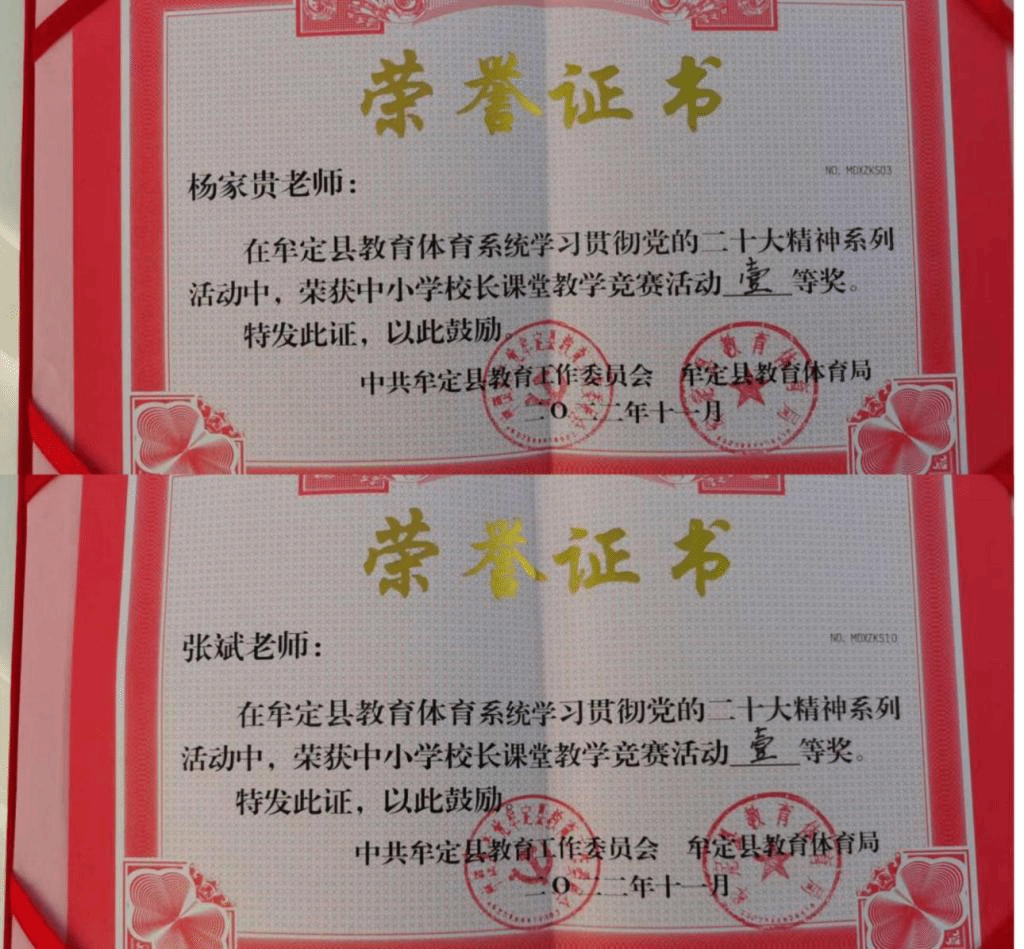 荣誉证书
NO. MDXZKS03
杨家贵老师：
在牟定县教育体育系统学习贯彻党的二十大精神系列
活动中，荣获中小学校长课堂教学竞赛活动壹等奖。
特发此证，以此鼓励。
中共牟定县教育工作委员会 牟定县教育体育局
二〇二二年十一月
荣誉证书
NO. MDXZKS10
张斌老师：
在牟定县教育体育系统学习贯彻党的二十大精神系列
活动中，荣获中小学校长课堂教学竞赛活动壹等奖。
特发此证，以此鼓励
中共牟定县教育工作委员会 牟定县教育体育局
二〇二二年十一月